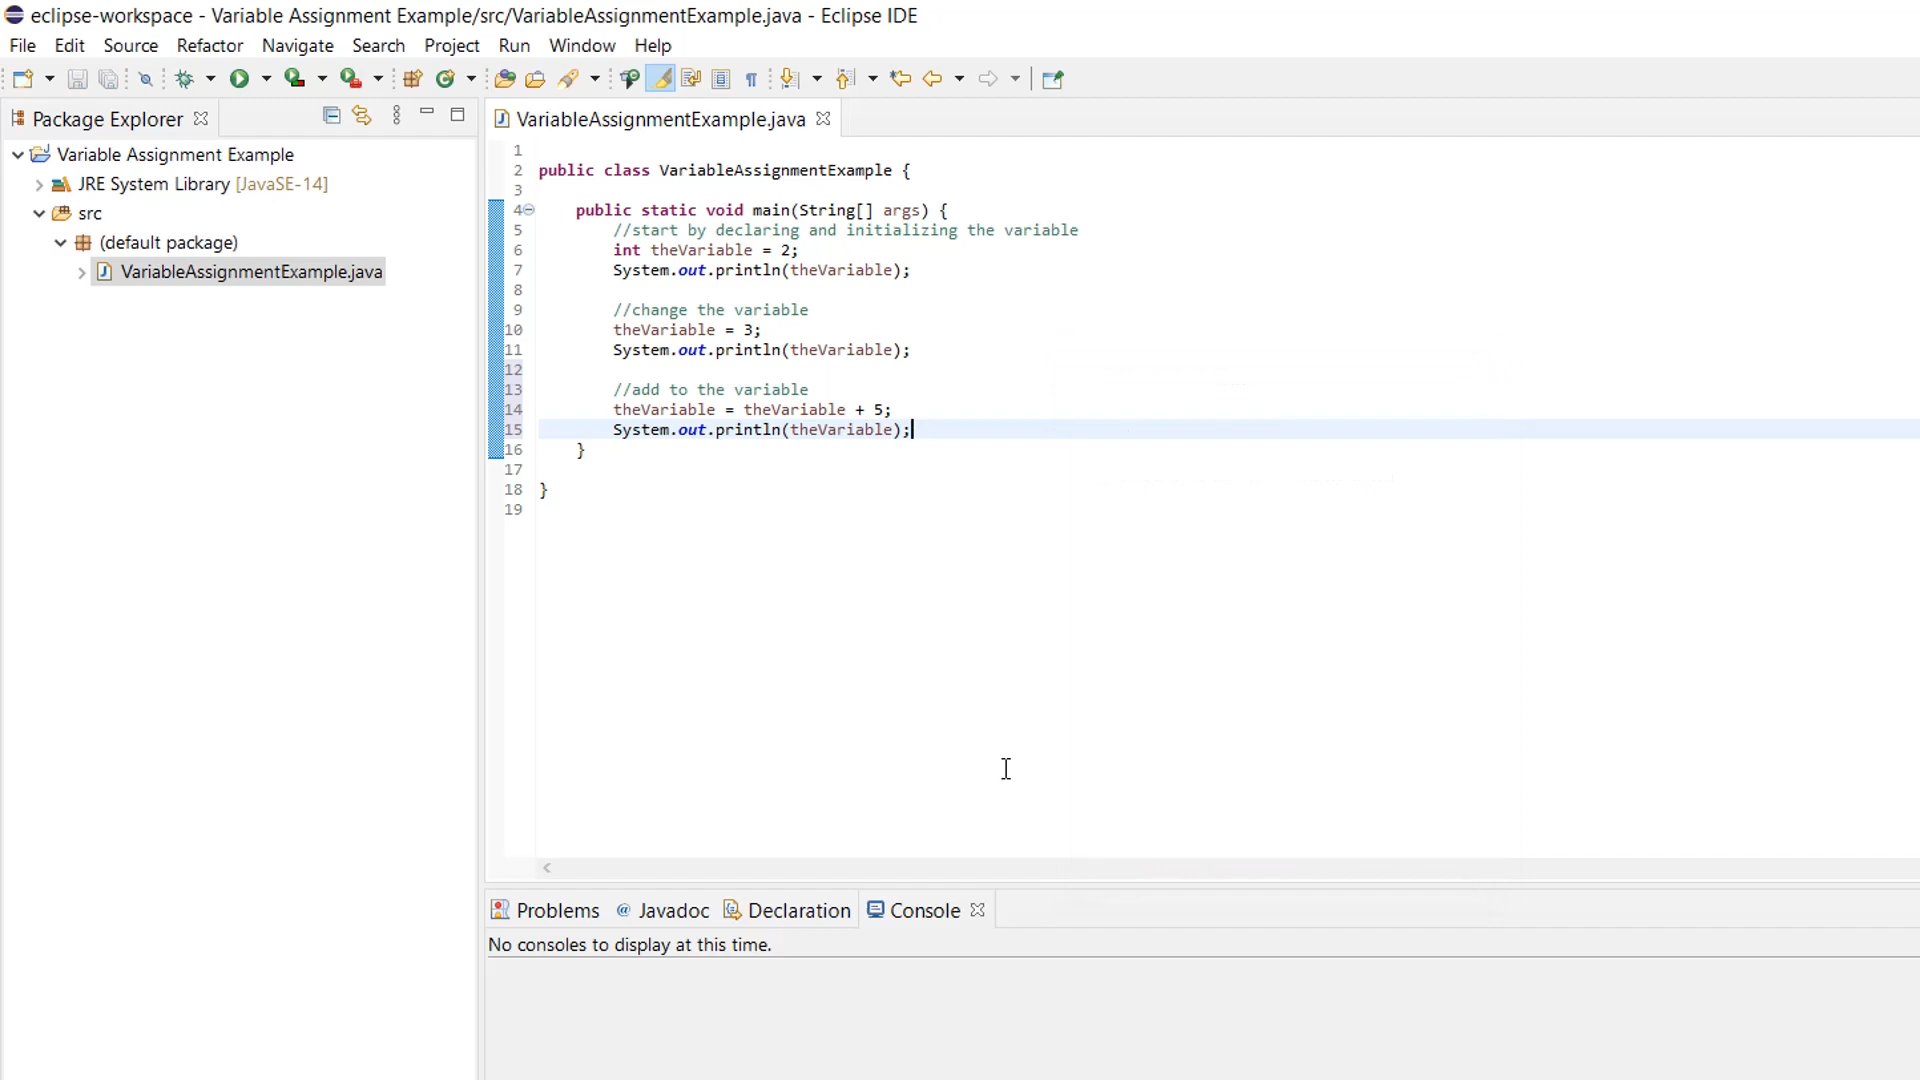 eclipse-workspace - Variable Assignment Example/src/VariableAssignmentExample.java - Eclipse IDE
File Edit Source Refactor Navigate Search Project Run Window Help
Package Explorer
Variable Assignment Example
JRE System Library [JavaSE-14]
src
(default package)
VariableAssignmentExample.java
VariableAssignmentExample.java
1
2 public class VariableAssignmentExample {
3
4 public static void main(String[] args) {
5 //start by declaring and initializing the variable
6 int theVariable = 2;
7 System.out.println(theVariable);
8
9 //change the variable
10 theVariable = 3;
11 System.out.println(theVariable);
12
13 //add to the variable
14 theVariable = theVariable + 5;
15 System.out.println(theVariable);
16 }
17
18 }
19
Problems @ Javadoc Declaration Console
No consoles to display at this time.